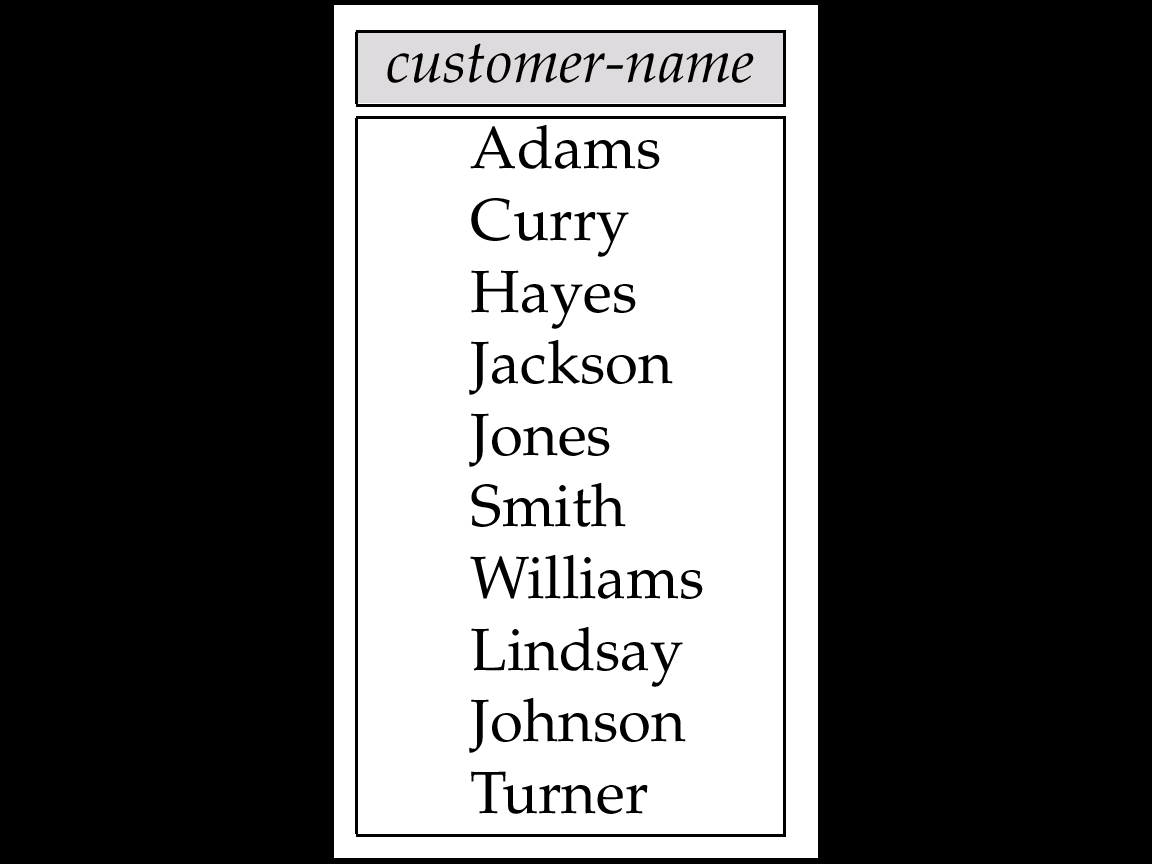 customer-name
Adams
Curry
Hayes
Jackson
Jones
Smith
Williams
Lindsay
Johnson
Turner